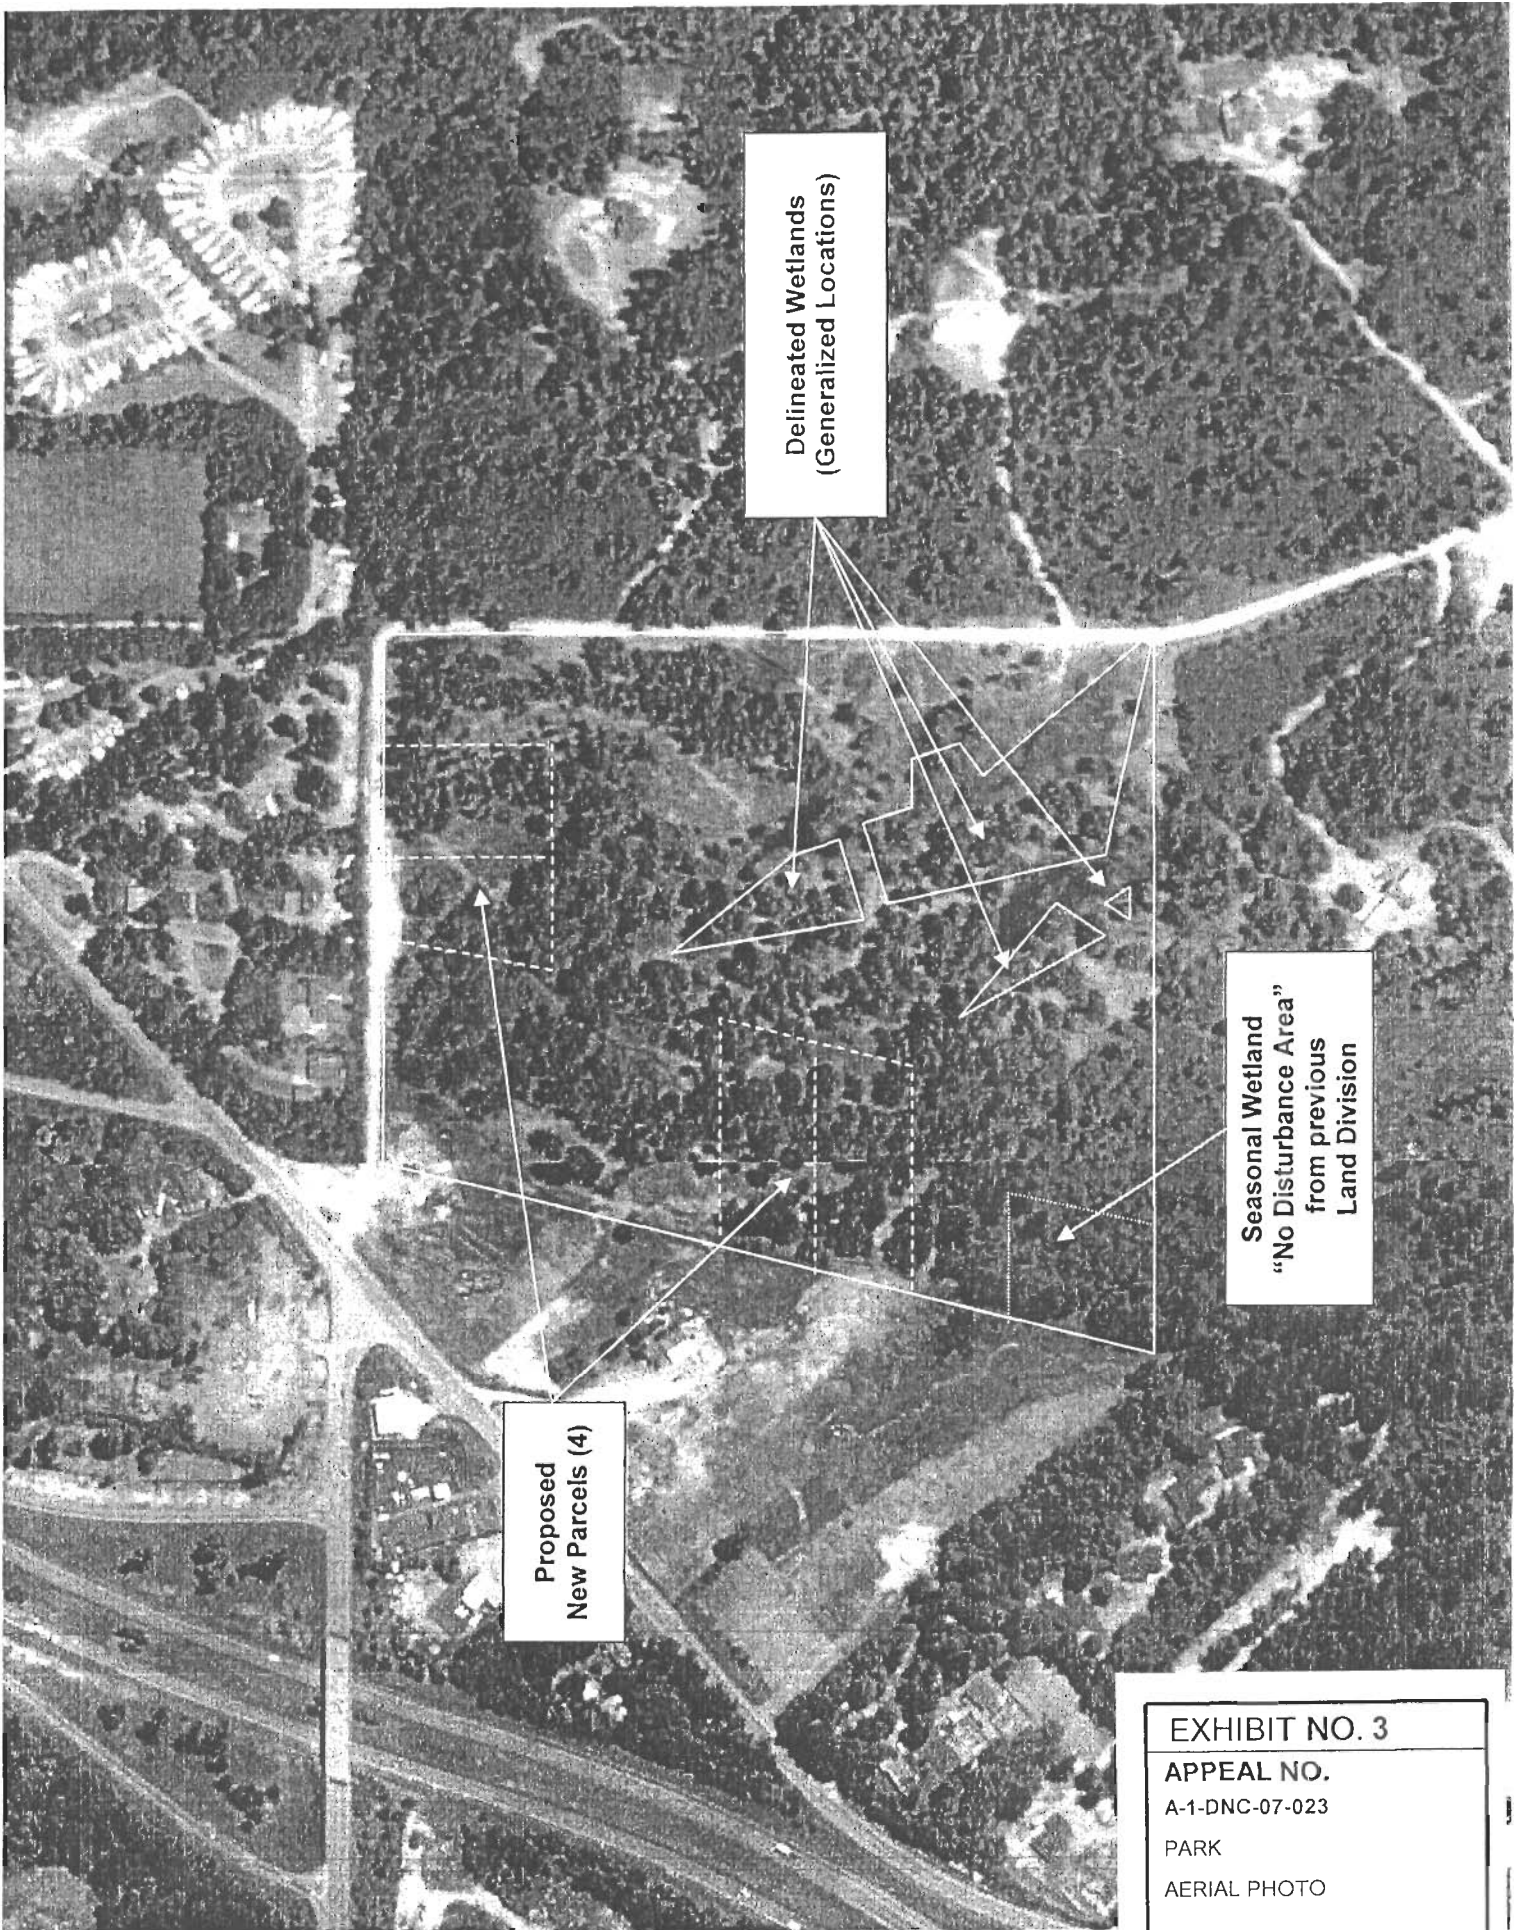 Delineated Wetlands
(Generalized Locations)
Proposed
New Parcels (4)
Seasonal Wetland
“No Disturbance Area”
from previous
Land Division
EXHIBIT NO. 3
APPEAL NO.
A-1-DNC-07-023
PARK
AERIAL PHOTO